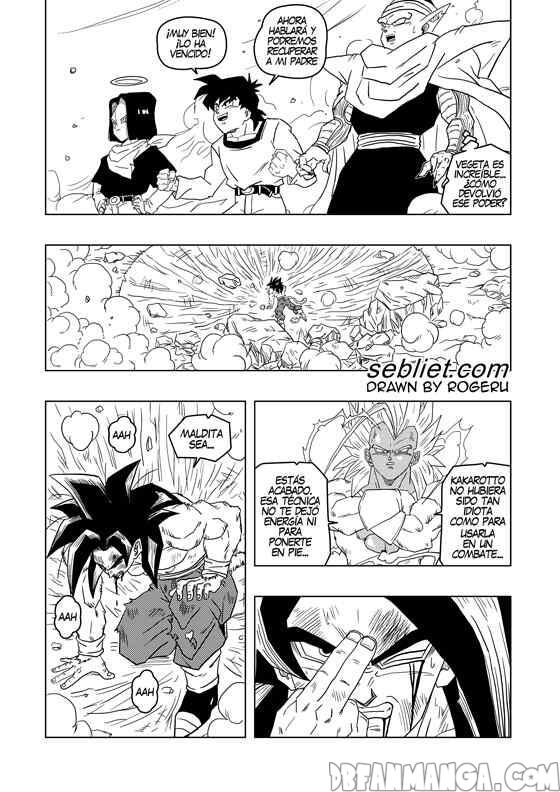 ¡MUY BIEN!
¡LO HA
VENCIDO!
AHORA
HABLARÁ Y
PODREMOS
RECUPERAR
A MI PADRE
VEGETA ES
INCREÍBLE...
¿CÓMO
DEVOLVIÓ
ESE PODER?
sebliet.com
DRAWN BY ROGERU
AAH
MALDITA
SEA...
AAH
AAH
ESTÁS
ACABADO,
ESA TÉCNICA
NO TE DEJÓ
ENERGÍA NI
PARA
PONERTE
EN PIE...
KAKAROTTO
NO HUBIERA
SIDO TAN
IDIOTA
COMO PARA
USARLA
EN UN
COMBATE...
DBFANMANGA.COM